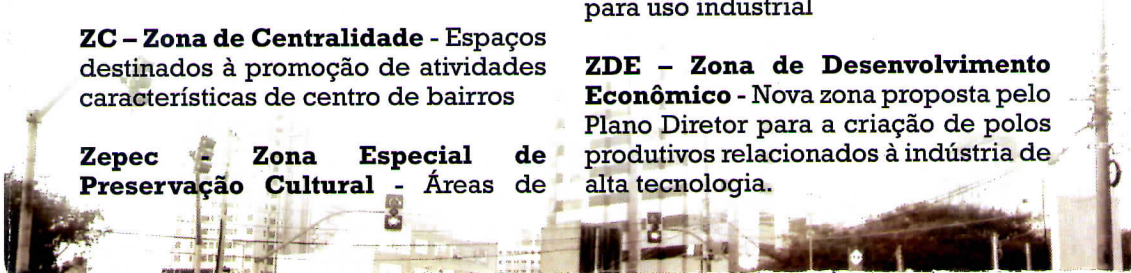 ZC – Zona de Centralidade - Espaços
destinados à promoção de atividades
características de centro de bairros
Zepec - Zona Especial de
Preservação Cultural - Áreas de
para uso industrial
ZDE – Zona de Desenvolvimento
Econômico - Nova zona proposta pelo
Plano Diretor para a criação de polos
produtivos relacionados à indústria de
alta tecnologia.